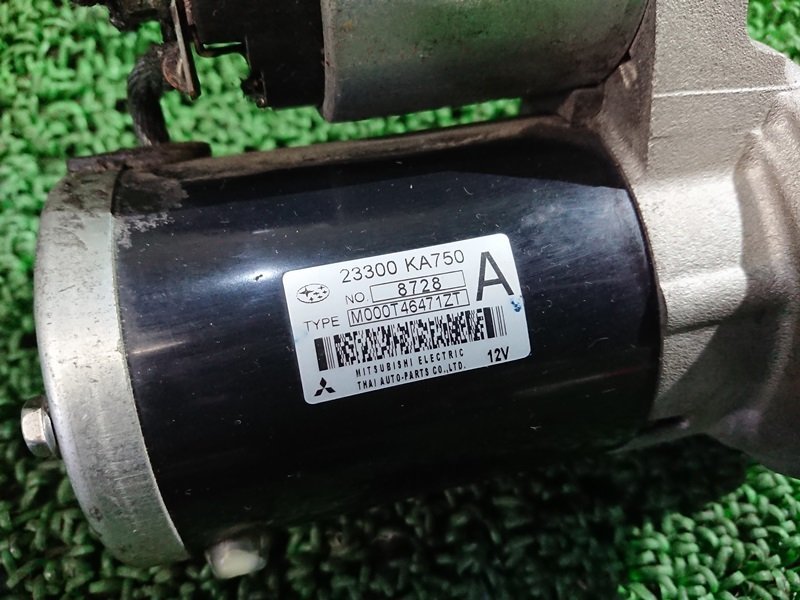 23300 KA750
NO. 8728
A
TYPE M000T46471ZT
12V
MITSUBISHI ELECTRIC
THAI AUTO-PARTS CO.,LTD.